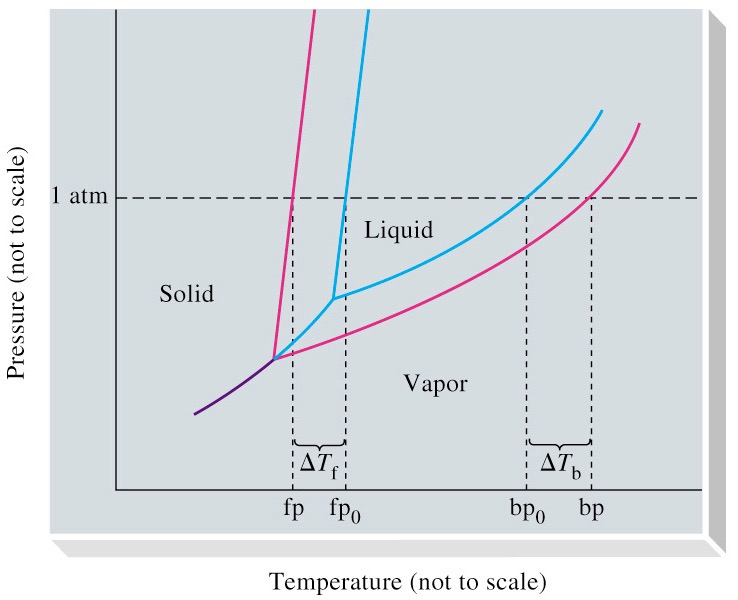 Pressure (not to scale)
1 atm
Liquid
Solid
Vapor
ΔTf
ΔTb
fp
fp0
bp0
bp
Temperature (not to scale)